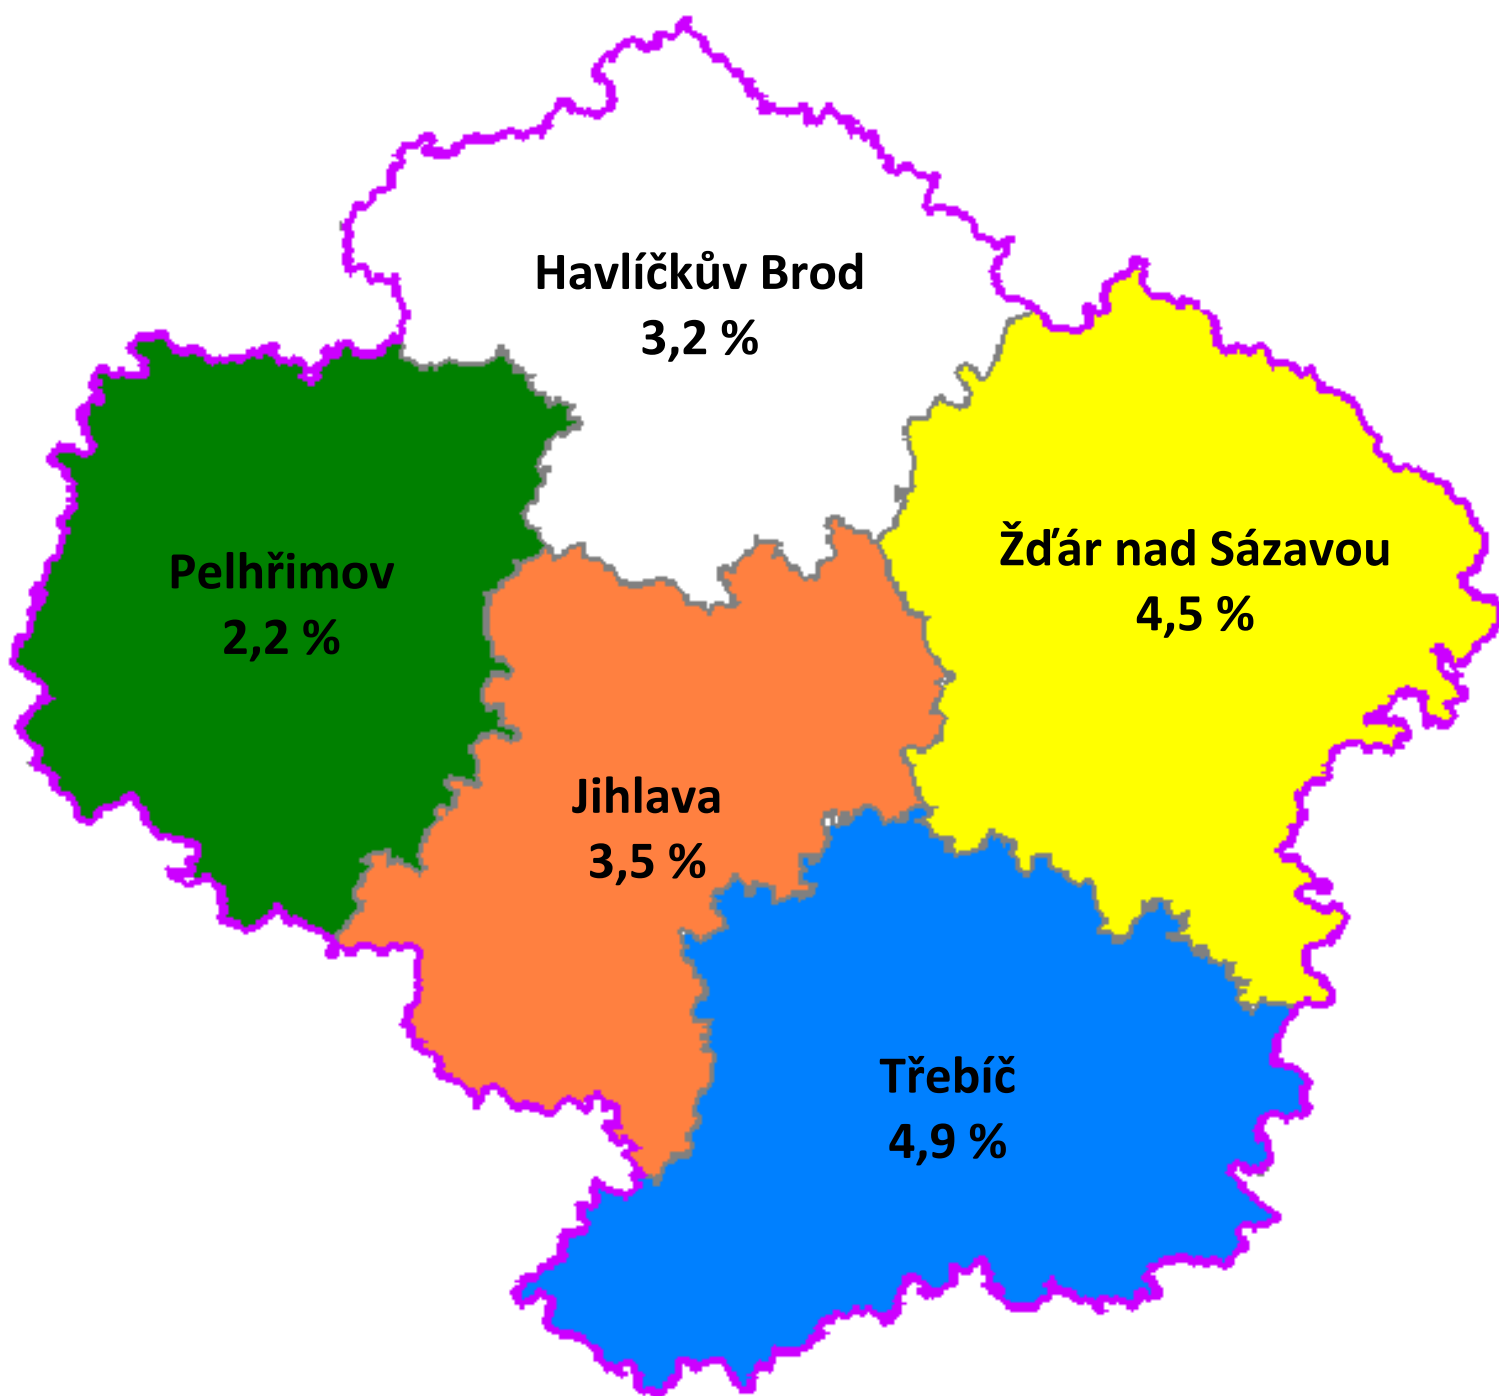 Havlíčkův Brod
3,2 %
Žďár nad Sázavou
4,5 %
Pelhřimov
2,2 %
Jihlava
3,5 %
Třebíč
4,9 %